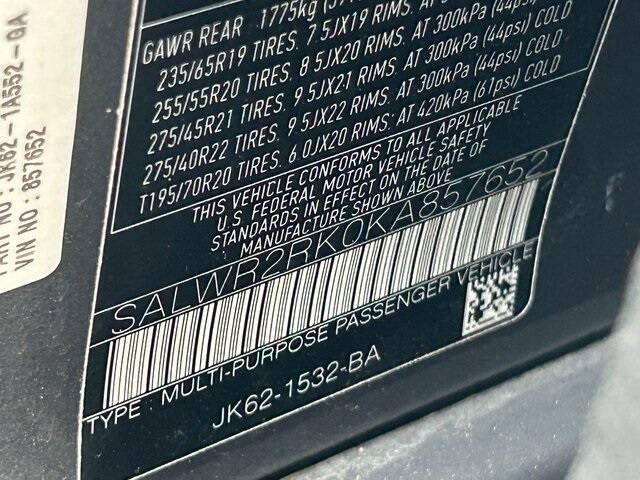 PART NO : JK62-1A552-GA
VIN NO : 857652
GAWR REAR 1775kg
235/65R19 TIRES. 7 5JX19 RIMS. AT 300kPa (44psi)
255/55R20 TIRES. 8 5JX20 RIMS. AT 300kPa (44psi) COLD
275/45R21 TIRES. 9 5JX21 RIMS. AT 300kPa (44psi) COLD
275/40R22 TIRES. 9 5JX22 RIMS. AT 300kPa (44psi) COLD
T195/70R20 TIRES. 6.0JX20 RIMS. AT 420kPa (61psi) COLD
THIS VEHICLE CONFORMS TO ALL APPLICABLE
U.S. FEDERAL MOTOR VEHICLE SAFETY
STANDARDS IN EFFECT ON THE DATE OF
MANUFACTURE SHOWN ABOVE.
SALWR2RK0KA857652
TYPE : MULTI-PURPOSE PASSENGER VEHICLE
JK62-1532-BA